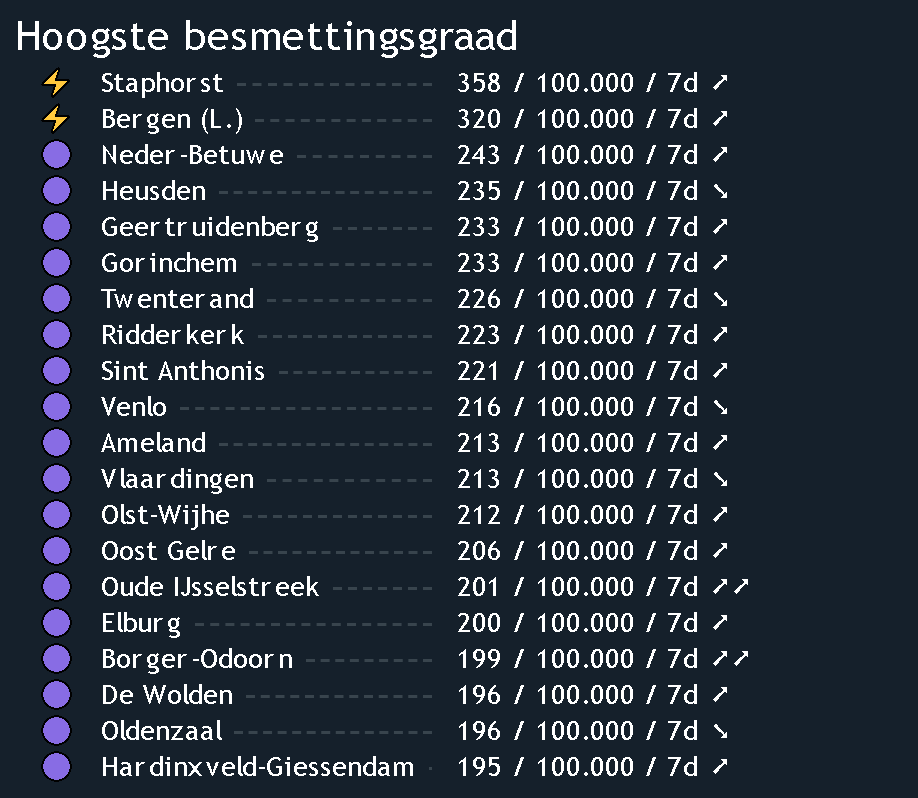 Hoogste besmettingsgraad
⚡ Staphorst 358 / 100.000 / 7d ➚
⚡ Bergen (L.) 320 / 100.000 / 7d ➚
Neder-Betuwe 243 / 100.000 / 7d ➚
Heusden 235 / 100.000 / 7d ➘
Geertruidenberg 233 / 100.000 / 7d ➚
Gorinchem 233 / 100.000 / 7d ➚
Twenterand 226 / 100.000 / 7d ➘
Ridderkerk 223 / 100.000 / 7d ➚
Sint Anthonis 221 / 100.000 / 7d ➚
Venlo 216 / 100.000 / 7d ➘
Ameland 213 / 100.000 / 7d ➚
Vlaardingen 213 / 100.000 / 7d ➘
Olst-Wijhe 212 / 100.000 / 7d ➚
Oost Gelre 206 / 100.000 / 7d ➚
Oude IJsselstreek 201 / 100.000 / 7d ➚➚
Elburg 200 / 100.000 / 7d ➚
Borger-Odoorn 199 / 100.000 / 7d ➚➚
De Wolden 196 / 100.000 / 7d ➚
Oldenzaal 196 / 100.000 / 7d ➘
Hardinxveld-Giessendam 195 / 100.000 / 7d ➚